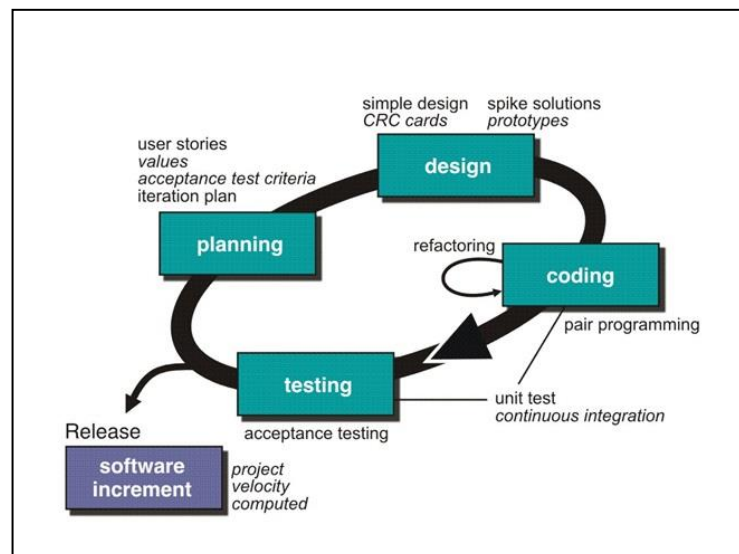 simple design
CRC cards
spike solutions
prototypes
user stories
values
acceptance test criteria
iteration plan
design
planning
refactoring
coding
pair programming
testing
unit test
continuous integration
acceptance testing
Release
software
increment
project
velocity
computed